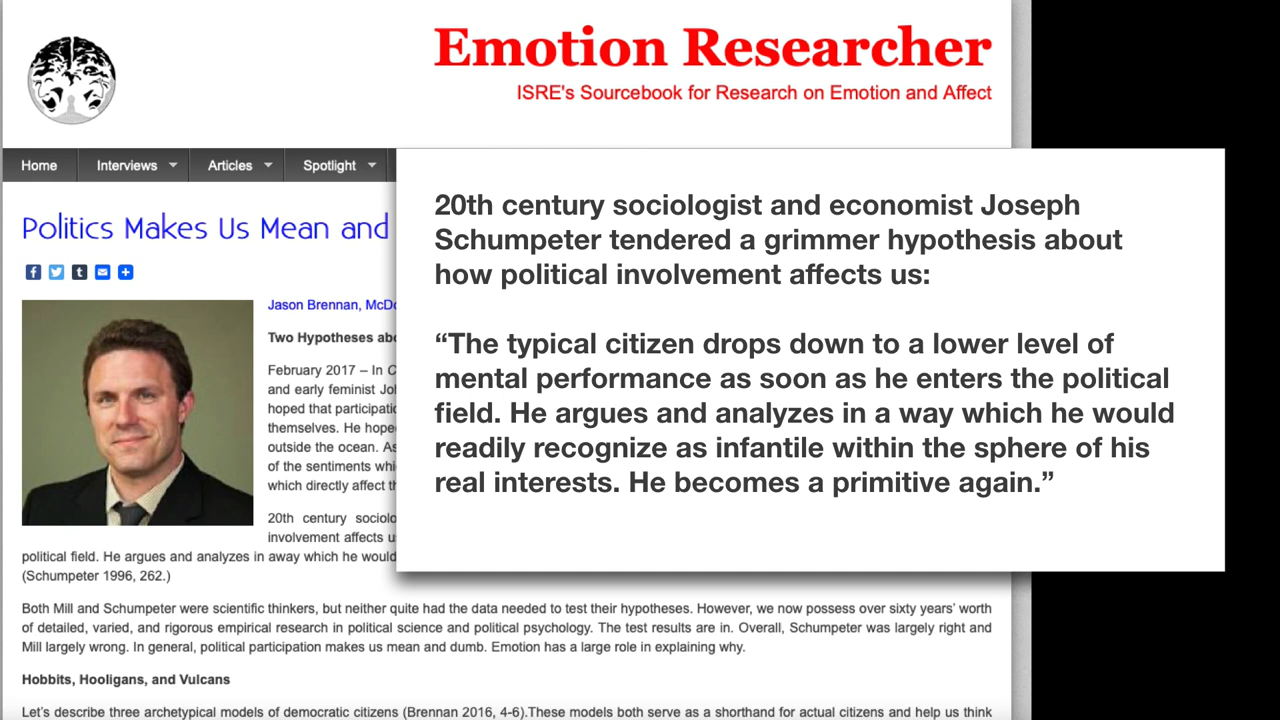 Emotion Researcher
ISRE's Sourcebook for Research on Emotion and Affect
Home Interviews Articles Spotlight
Politics Makes Us Mean and
Jason Brennan,
Two Hypotheses
February 2017 – In
and early feminist
hoped that
themselves. He
outside the ocean.
of the sentiments
which directly affect
20th century
involvement affects
political field. He argues and analyzes in away which he would
(Schumpeter 1996, 262.)
20th century sociologist and economist Joseph
Schumpeter tendered a grimmer hypothesis about
how political involvement affects us:
“The typical citizen drops down to a lower level of
mental performance as soon as he enters the political
field. He argues and analyzes in a way which he would
readily recognize as infantile within the sphere of his
real interests. He becomes a primitive again.”
Both Mill and Schumpeter were scientific thinkers, but neither quite had the data needed to test their hypotheses. However, we now possess over sixty years’ worth
of detailed, varied, and rigorous empirical research in political science and political psychology. The test results are in. Overall, Schumpeter was largely right and
Mill largely wrong. In general, political participation makes us mean and dumb. Emotion has a large role in explaining why.
Hobbits, Hooligans, and Vulcans
Let’s describe three archetypical models of democratic citizens (Brennan 2016, 4-6).These models both serve as a shorthand for actual citizens and help us think